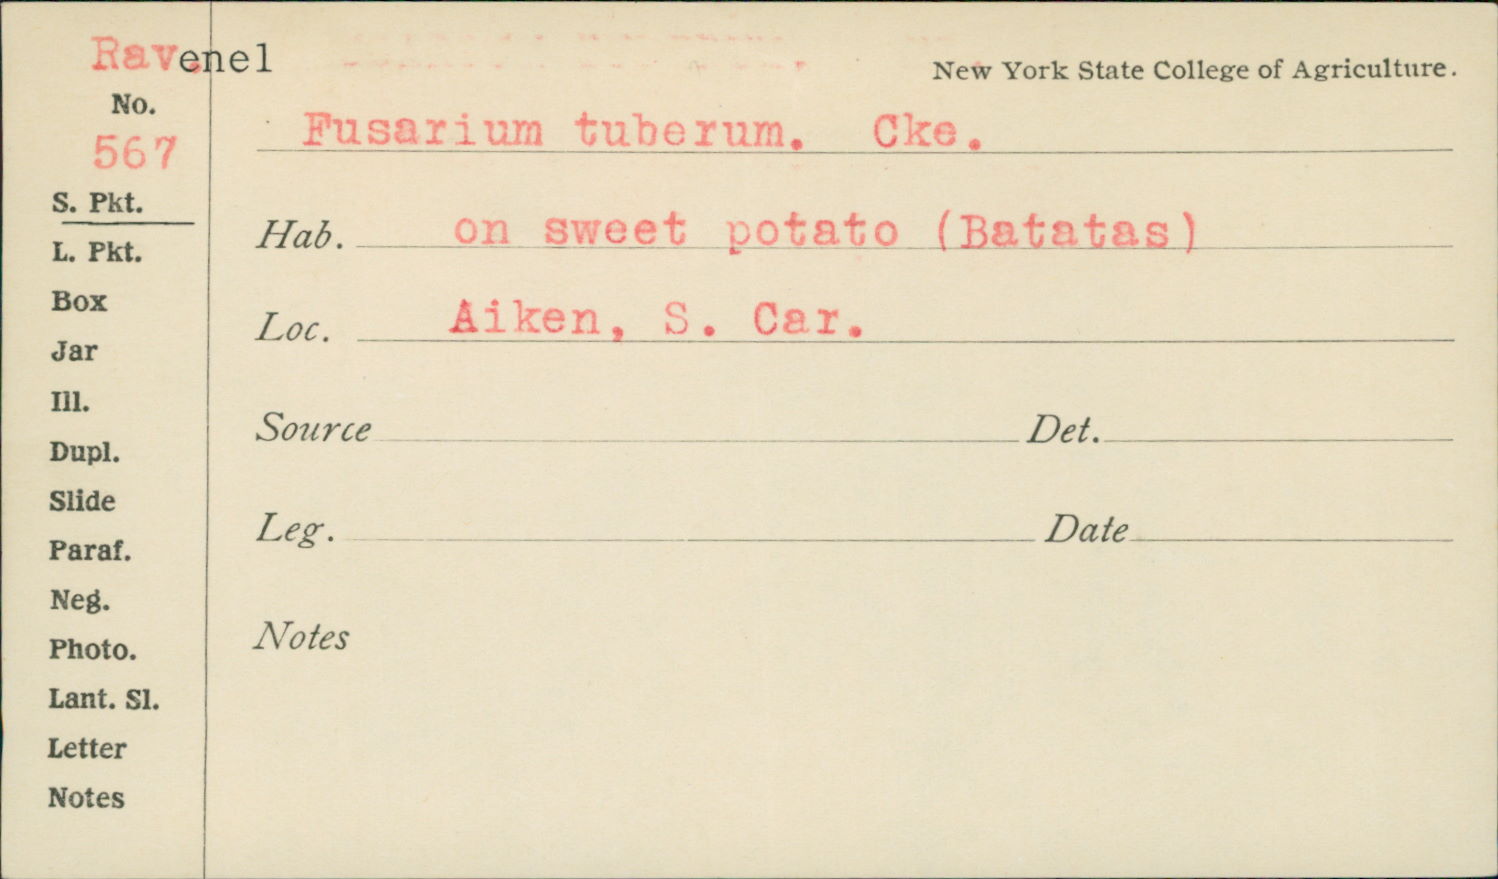 Ravenel
New York State College of Agriculture.
No.
567
Fusarium tuberum. Cke.
S. Pkt.
Hab. on sweet potato (Batatas)
L. Pkt.
Box
Loc. Aiken, S. Car.
Jar
Ill.
Source Det.
Dupl.
Slide
Leg. Date
Paraf.
Neg.
Notes
Photo.
Lant. Sl.
Letter
Notes